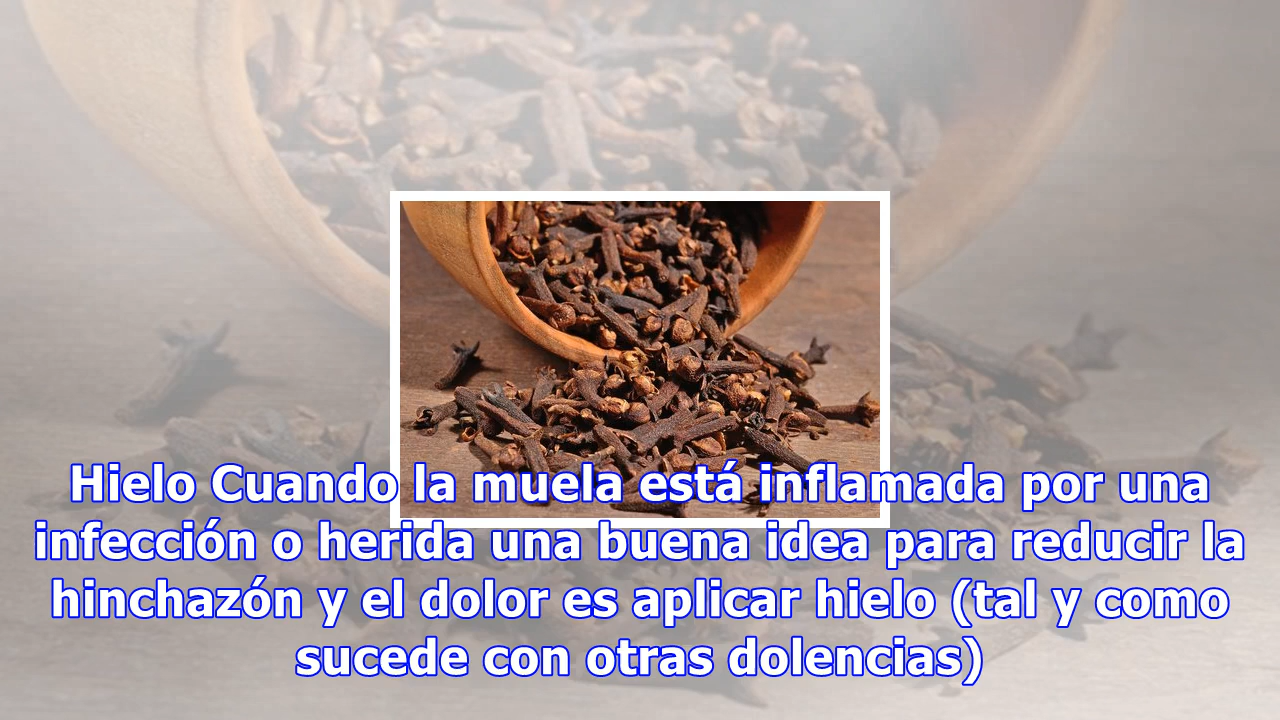 Hielo Cuando la muela está inflamada por una
infección o herida una buena idea para reducir la
hinchazón y el dolor es aplicar hielo (tal y como
sucede con otras dolencias)